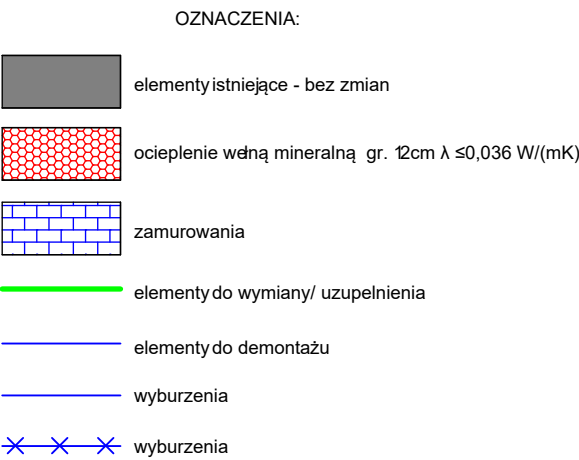 OZNACZENIA:
elementy istniejące - bez zmian
ocieplenie wełną mineralną gr. 12cm λ ≤0,036 W/(mK)
zamurowania
elementy do wymiany/ uzupelnienia
elementy do demontażu
wyburzenia
wyburzenia